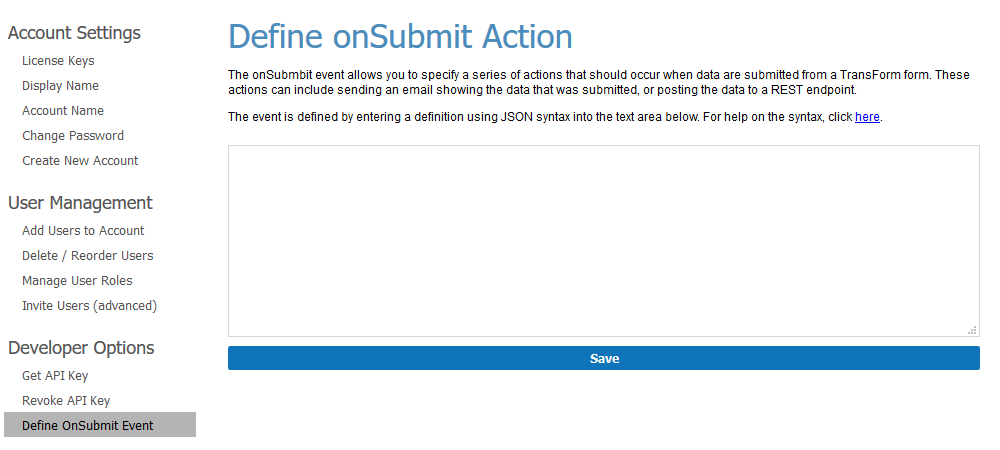 Account Settings
License Keys
Display Name
Account Name
Change Password
Create New Account
User Management
Add Users to Account
Delete / Reorder Users
Manage User Roles
Invite Users (advanced)
Developer Options
Get API Key
Revoke API Key
Define OnSubmit Event
Define onSubmit Action
The onSubmbit event allows you to specify a series of actions that should occur when data are submitted from a TransForm form. These
actions can include sending an email showing the data that was submitted, or posting the data to a REST endpoint.
The event is defined by entering a definition using JSON syntax into the text area below. For help on the syntax, click here.
Save